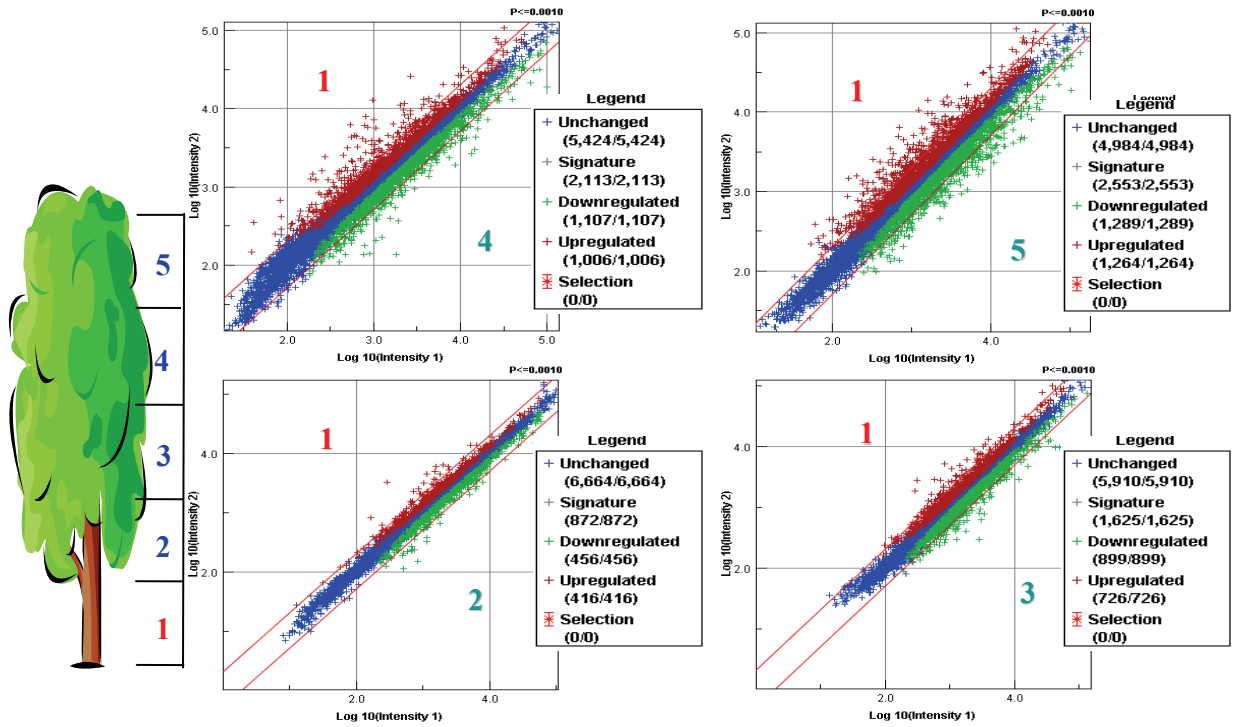 5
4
3
2
1
P<=0.0010
5.0
4.0
3.0
2.0
2.0
3.0
4.0
5.0
Log 10(Intensity 2)
Log 10(Intensity 1)
1
4
Legend
Unchanged
(5,424/5,424)
Signature
(2,113/2,113)
Downregulated
(1,107/1,107)
Upregulated
(1,006/1,006)
Selection
(0/0)
P<=0.0010
5.0
4.0
3.0
2.0
2.0
4.0
Log 10(Intensity 2)
Log 10(Intensity 1)
1
5
Legend
Legend
Unchanged
(4,984/4,984)
Signature
(2,553/2,553)
Downregulated
(1,289/1,289)
Upregulated
(1,264/1,264)
Selection
(0/0)
P<=0.0010
4.0
2.0
2.0
4.0
Log 10(Intensity 2)
Log 10(Intensity 1)
1
2
Legend
Unchanged
(6,664/6,664)
Signature
(872/872)
Downregulated
(456/456)
Upregulated
(416/416)
Selection
(0/0)
P<=0.0010
4.0
2.0
2.0
4.0
Log 10(Intensity 2)
Log 10(Intensity 1)
1
3
Legend
Unchanged
(5,910/5,910)
Signature
(1,625/1,625)
Downregulated
(899/899)
Upregulated
(726/726)
Selection
(0/0)